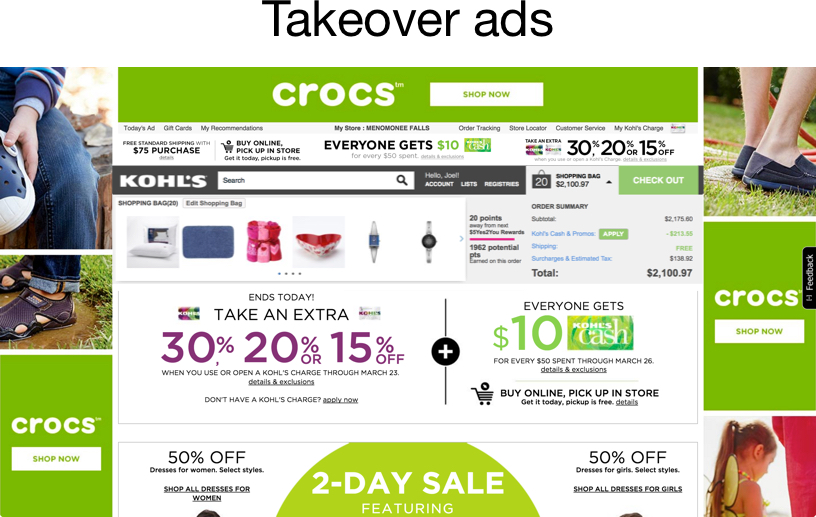 Takeover ads
crocs™
SHOP NOW
Today's Ad Gift Cards My Recommendations My Store : MENOMONEE FALLS Order Tracking Store Locator Customer Service My Kohl's Charge
FREE STANDARD SHIPPING WITH
$75 PURCHASE
details
BUY ONLINE,
PICK UP IN STORE
Get it today, pickup is free.
EVERYONE GETS $10 cash
for every $50 spent. details & exclusions
TAKE AN EXTRA
30,% 20% OR 15% OFF
when you use or open a Kohl's Charge. details & exclusions
KOHL'S
Search
Hello, Joel!
ACCOUNT LISTS REGISTRIES
20
SHOPPING BAG
$2,100.97
CHECK OUT
SHOPPING BAG(20) Edit Shopping Bag
20 points
away from next
$5Yes2You Rewards
1962 potential
pts
Earned on this order
ORDER SUMMARY
Subtotal: $2,175.60
Kohl's Cash & Promos: APPLY -$213.55
Shipping: FREE
Surcharges & Estimated Tax: $138.92
Total: $2,100.97
ENDS TODAY!
TAKE AN EXTRA
KOHL'S
30,% 20% OR 15% OFF
WHEN YOU USE OR OPEN A KOHL'S CHARGE THROUGH MARCH 23.
details & exclusions
DON'T HAVE A KOHL'S CHARGE? apply now
+
EVERYONE GETS
$10 KOHL'S cash
FOR EVERY $50 SPENT THROUGH MARCH 26.
details & exclusions
BUY ONLINE, PICK UP IN STORE
Get it today, pickup is free. details
crocs™
SHOP NOW
Feedback
crocs™
SHOP NOW
50% OFF
Dresses for women. Select styles.
SHOP ALL DRESSES FOR
WOMEN
2-DAY SALE
FEATURING
50% OFF
Dresses for girls. Select styles.
SHOP ALL DRESSES FOR GIRLS